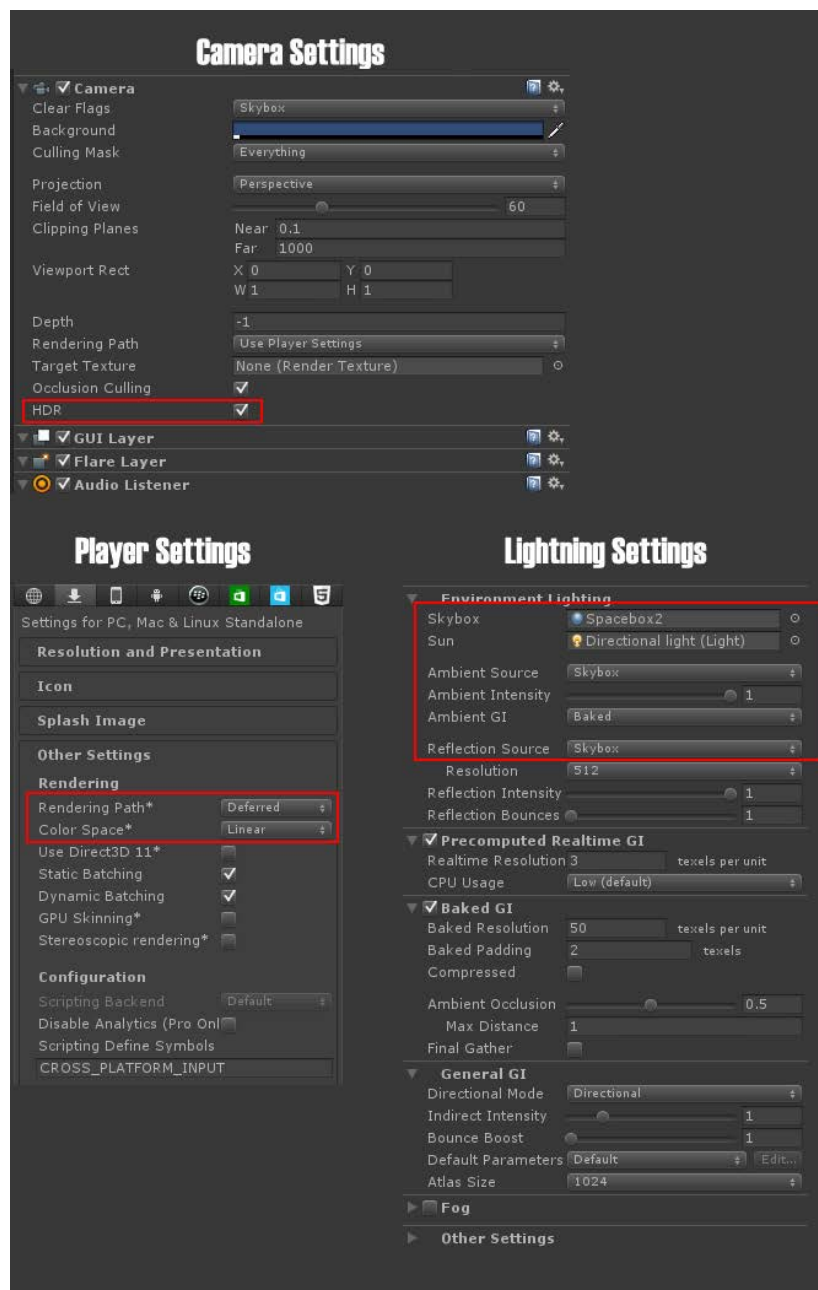 Camera Settings
Camera
Clear Flags Skybox
Background
Culling Mask Everything
Projection Perspective
Field of View 60
Clipping Planes Near 0.1
Far 1000
Viewport Rect X 0 Y 0
W 1 H 1
Depth -1
Rendering Path Use Player Settings
Target Texture None (Render Texture)
Occlusion Culling
HDR
GUI Layer
Flare Layer
Audio Listener
Player Settings
Settings for PC, Mac & Linux Standalone
Resolution and Presentation
Icon
Splash Image
Other Settings
Rendering
Rendering Path* Deferred
Color Space* Linear
Use Direct3D 11*
Static Batching
Dynamic Batching
GPU Skinning*
Stereoscopic rendering*
Configuration
Scripting Backend Default
Disable Analytics (Pro Onl
Scripting Define Symbols
CROSS_PLATFORM_INPUT
Lightning Settings
Environment Lighting
Skybox Spacebox2
Sun Directional light (Light)
Ambient Source Skybox
Ambient Intensity 1
Ambient GI Baked
Reflection Source Skybox
Resolution 512
Reflection Intensity 1
Reflection Bounces 1
Precomputed Realtime GI
Realtime Resolution 3 texels per unit
CPU Usage Low (default)
Baked GI
Baked Resolution 50 texels per unit
Baked Padding 2 texels
Compressed
Ambient Occlusion 0.5
Max Distance 1
Final Gather
General GI
Directional Mode Directional
Indirect Intensity 1
Bounce Boost 1
Default Parameters Default Edit...
Atlas Size 1024
Fog
Other Settings